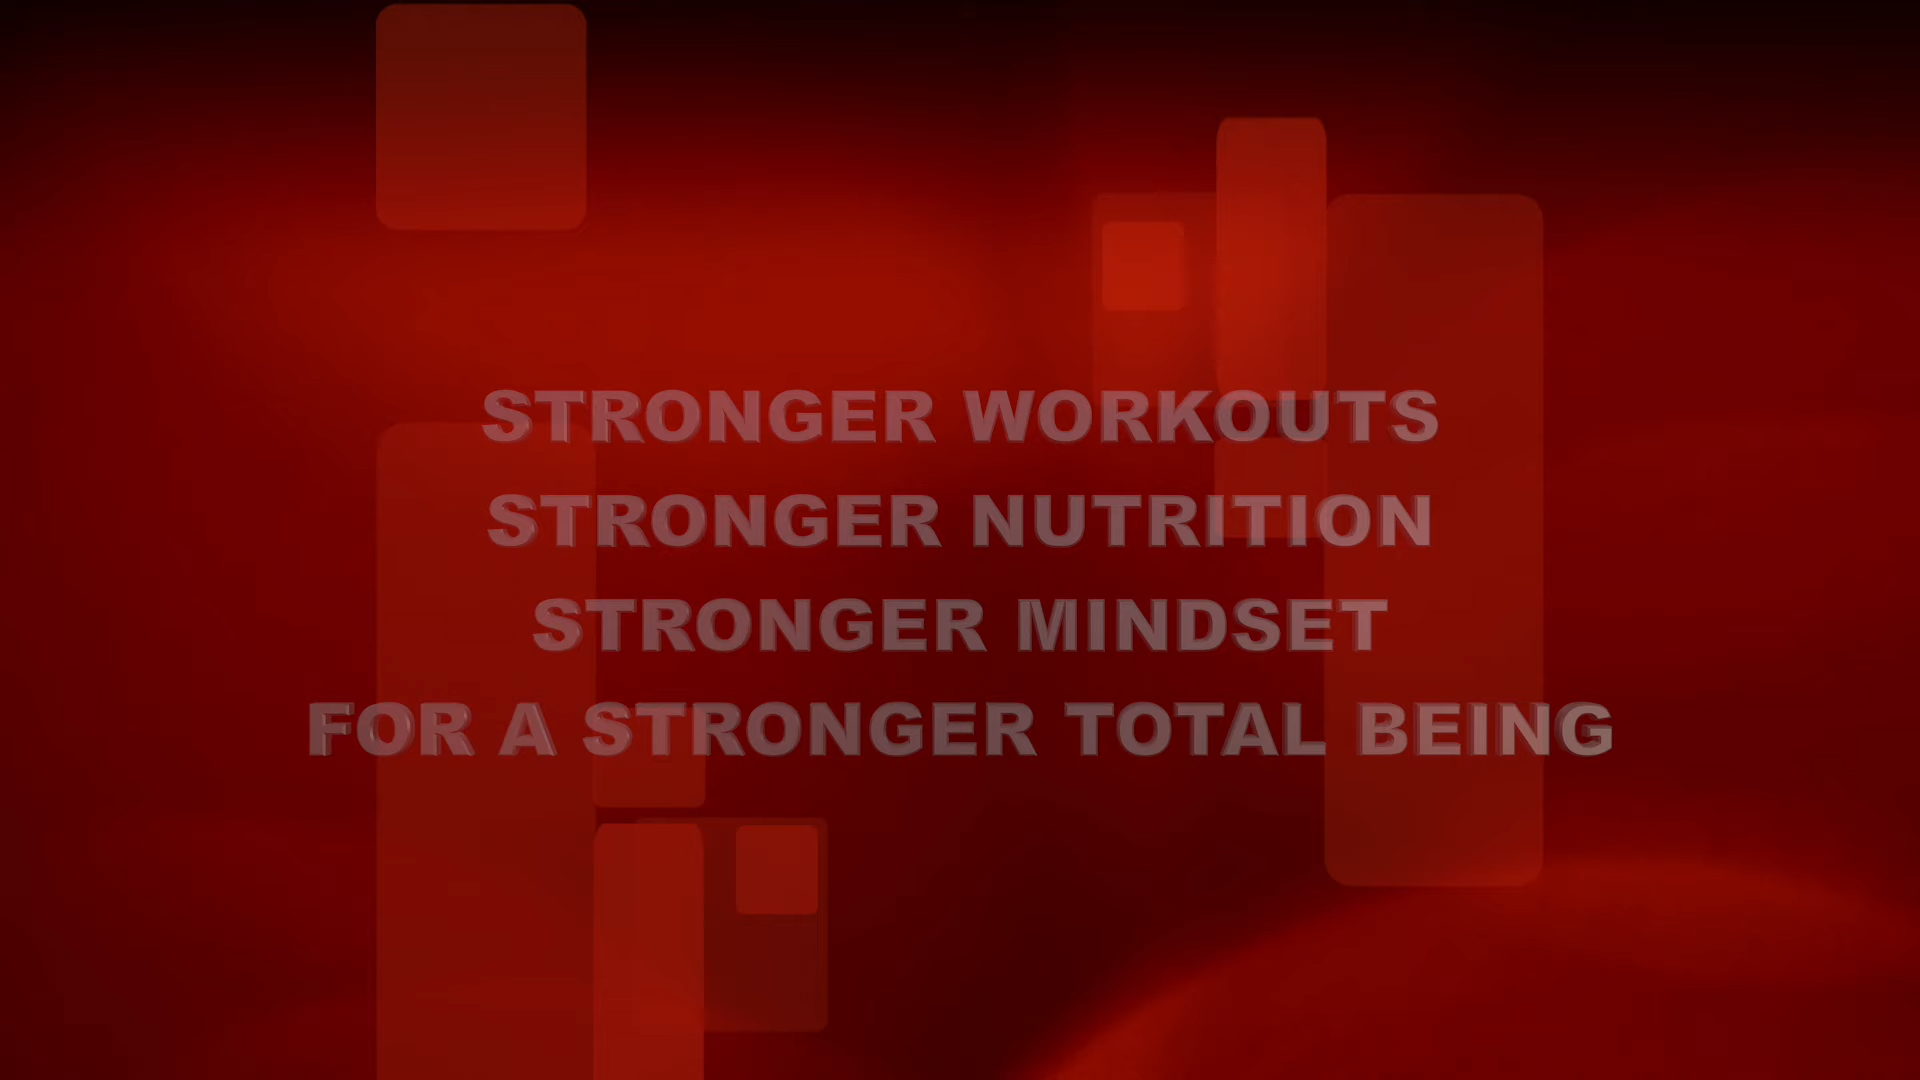 STRONGER WORKOUTS
STRONGER NUTRITION
STRONGER MINDSET
FOR A STRONGER TOTAL BEING